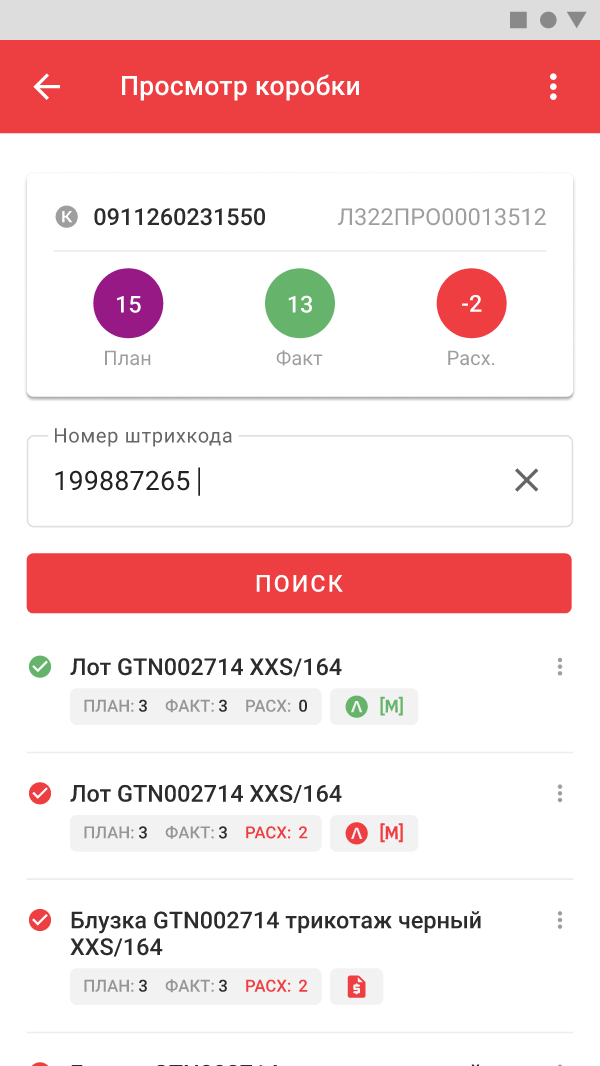 Просмотр коробки
К 0911260231550 Л322ПРО00013512
15 13 -2
План Факт Расх.
Номер штрихкода
199887265
ПОИСК
Лот GTN002714 XXS/164
ПЛАН: 3 ФАКТ: 3 РАСХ: 0 Λ [M]
Лот GTN002714 XXS/164
ПЛАН: 3 ФАКТ: 3 РАСХ: 2 Λ [M]
Блузка GTN002714 трикотаж черный
XXS/164
ПЛАН: 3 ФАКТ: 3 РАСХ: 2 $